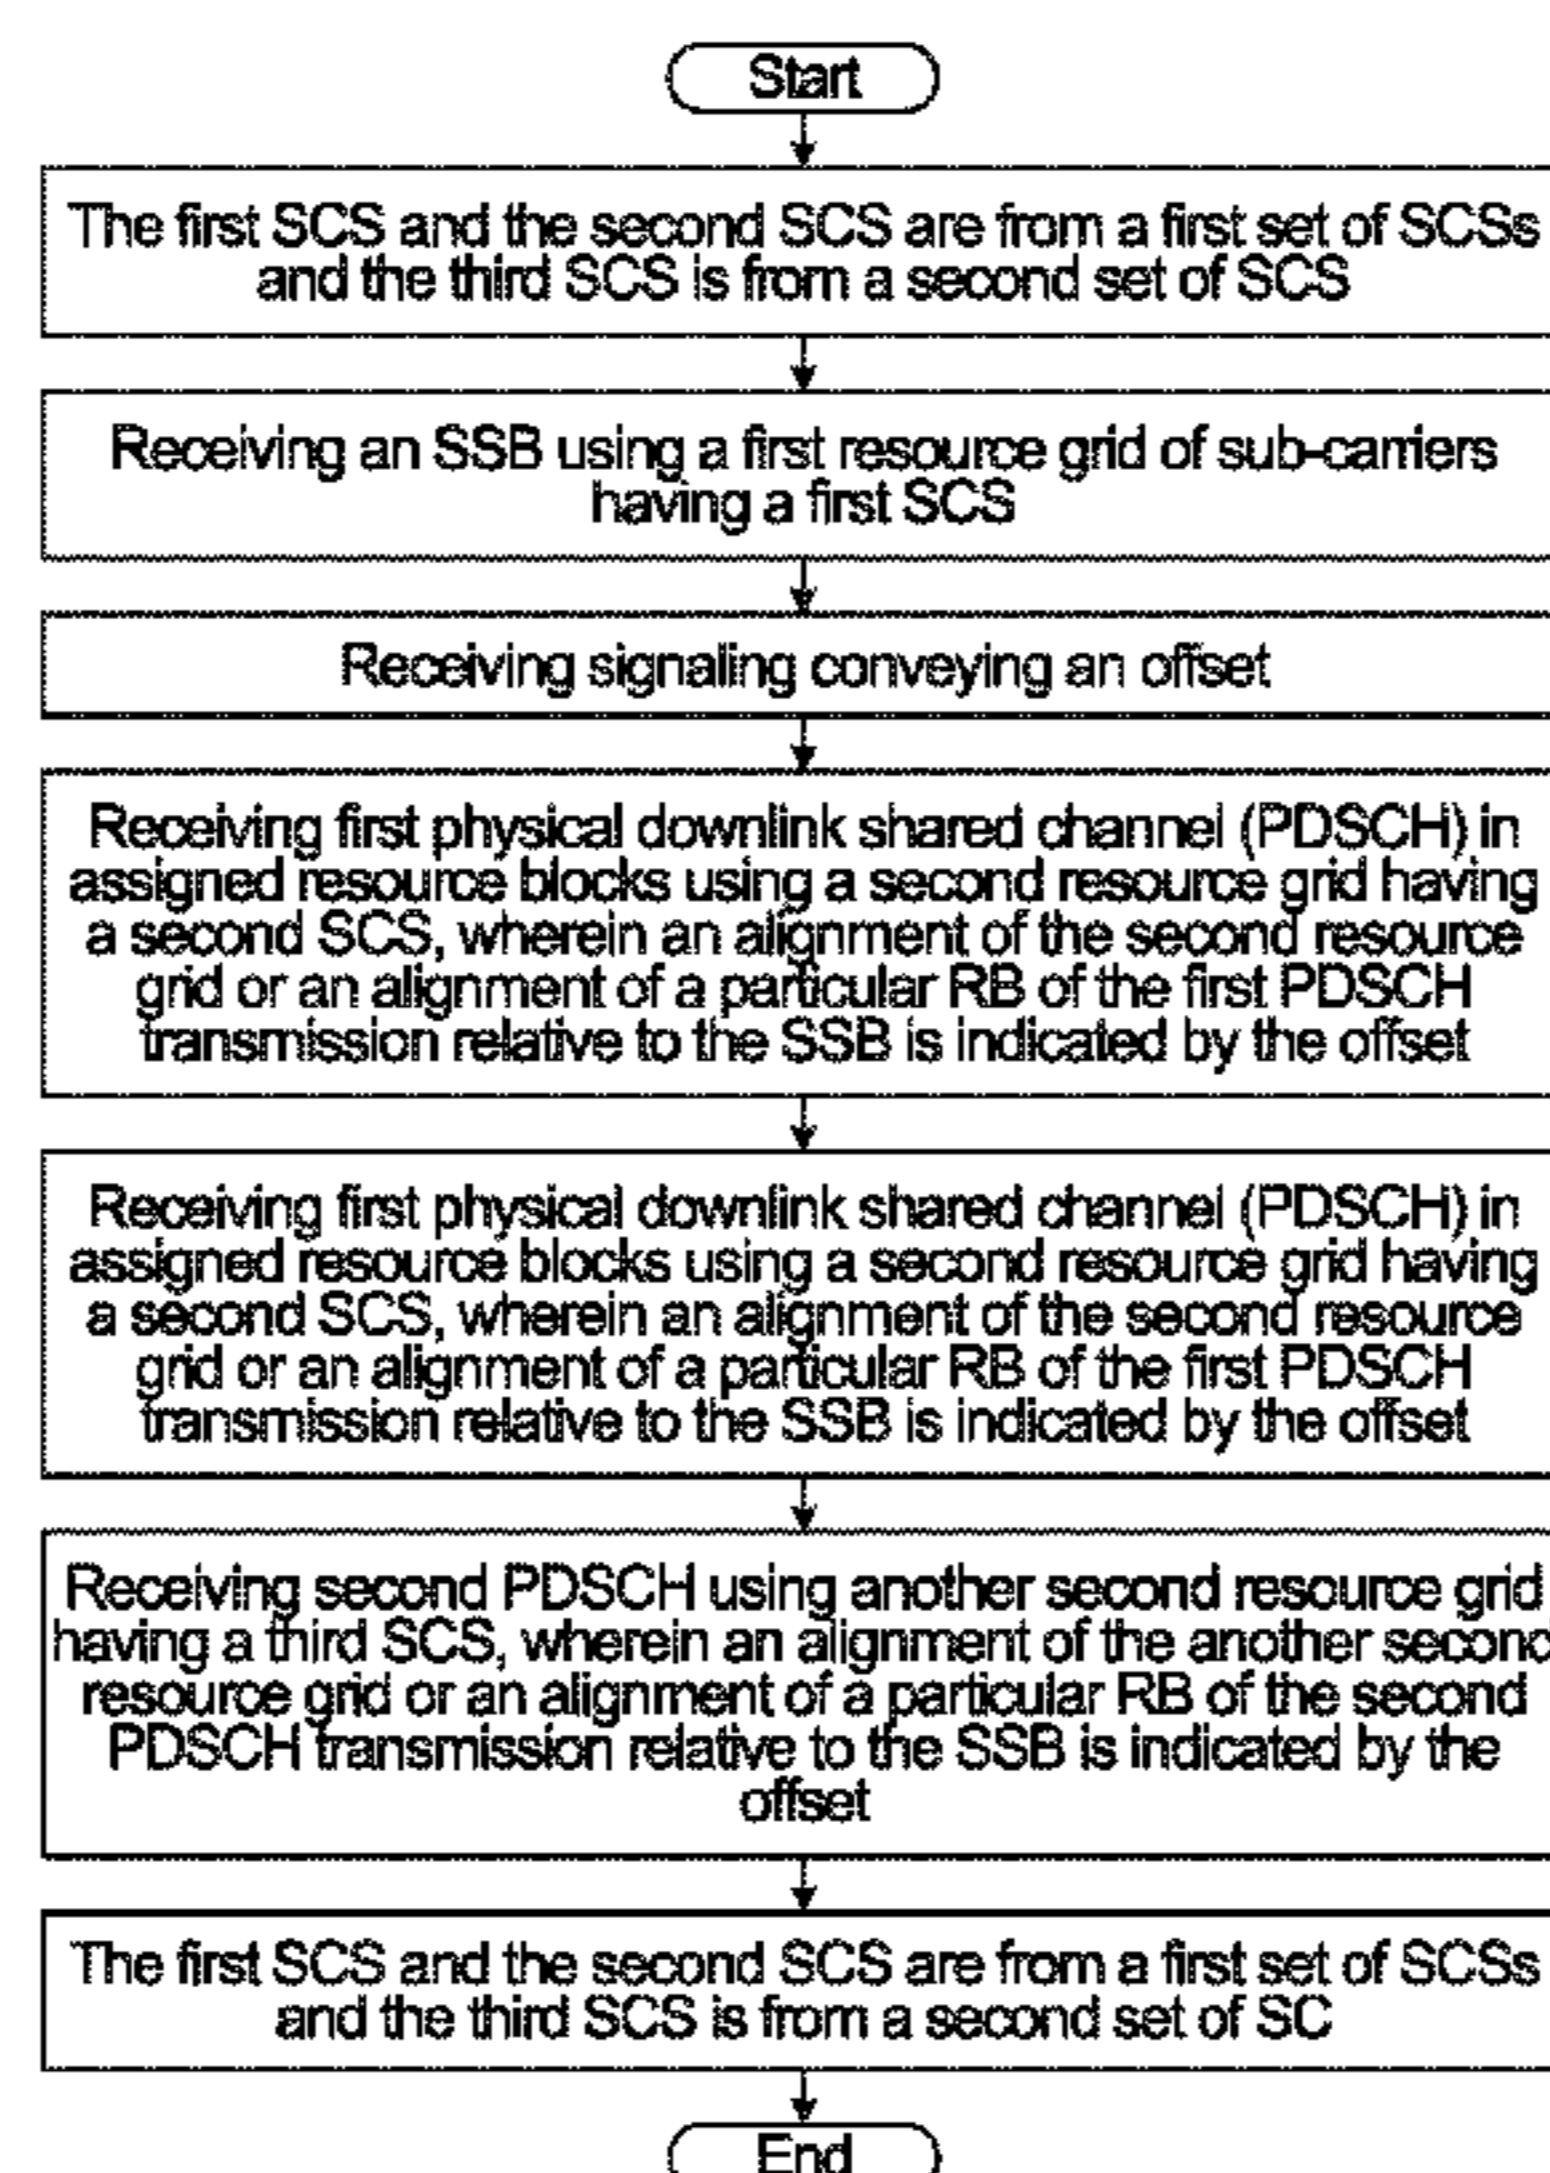 Start
The first SCS and the second SCS are from a first set of SCSs
and the third SCS is from a second set of SCS
Receiving an SSB using a first resource grid of sub-carriers
having a first SCS
Receiving signaling conveying an offset
Receiving first physical downlink shared channel (PDSCH) in
assigned resource blocks using a second resource grid having
a second SCS, wherein an alignment of the second resource
grid or an alignment of a particular RB of the first PDSCH
transmission relative to the SSB is indicated by the offset
Receiving first physical downlink shared channel (PDSCH) in
assigned resource blocks using a second resource grid having
a second SCS, wherein an alignment of the second resource
grid or an alignment of a particular RB of the first PDSCH
transmission relative to the SSB is indicated by the offset
Receiving second PDSCH using another second resource grid
having a third SCS, wherein an alignment of the another second
resource grid or an alignment of a particular RB of the second
PDSCH transmission relative to the SSB is indicated by the
offset
The first SCS and the second SCS are from a first set of SCSs
and the third SCS is from a second set of SC
End